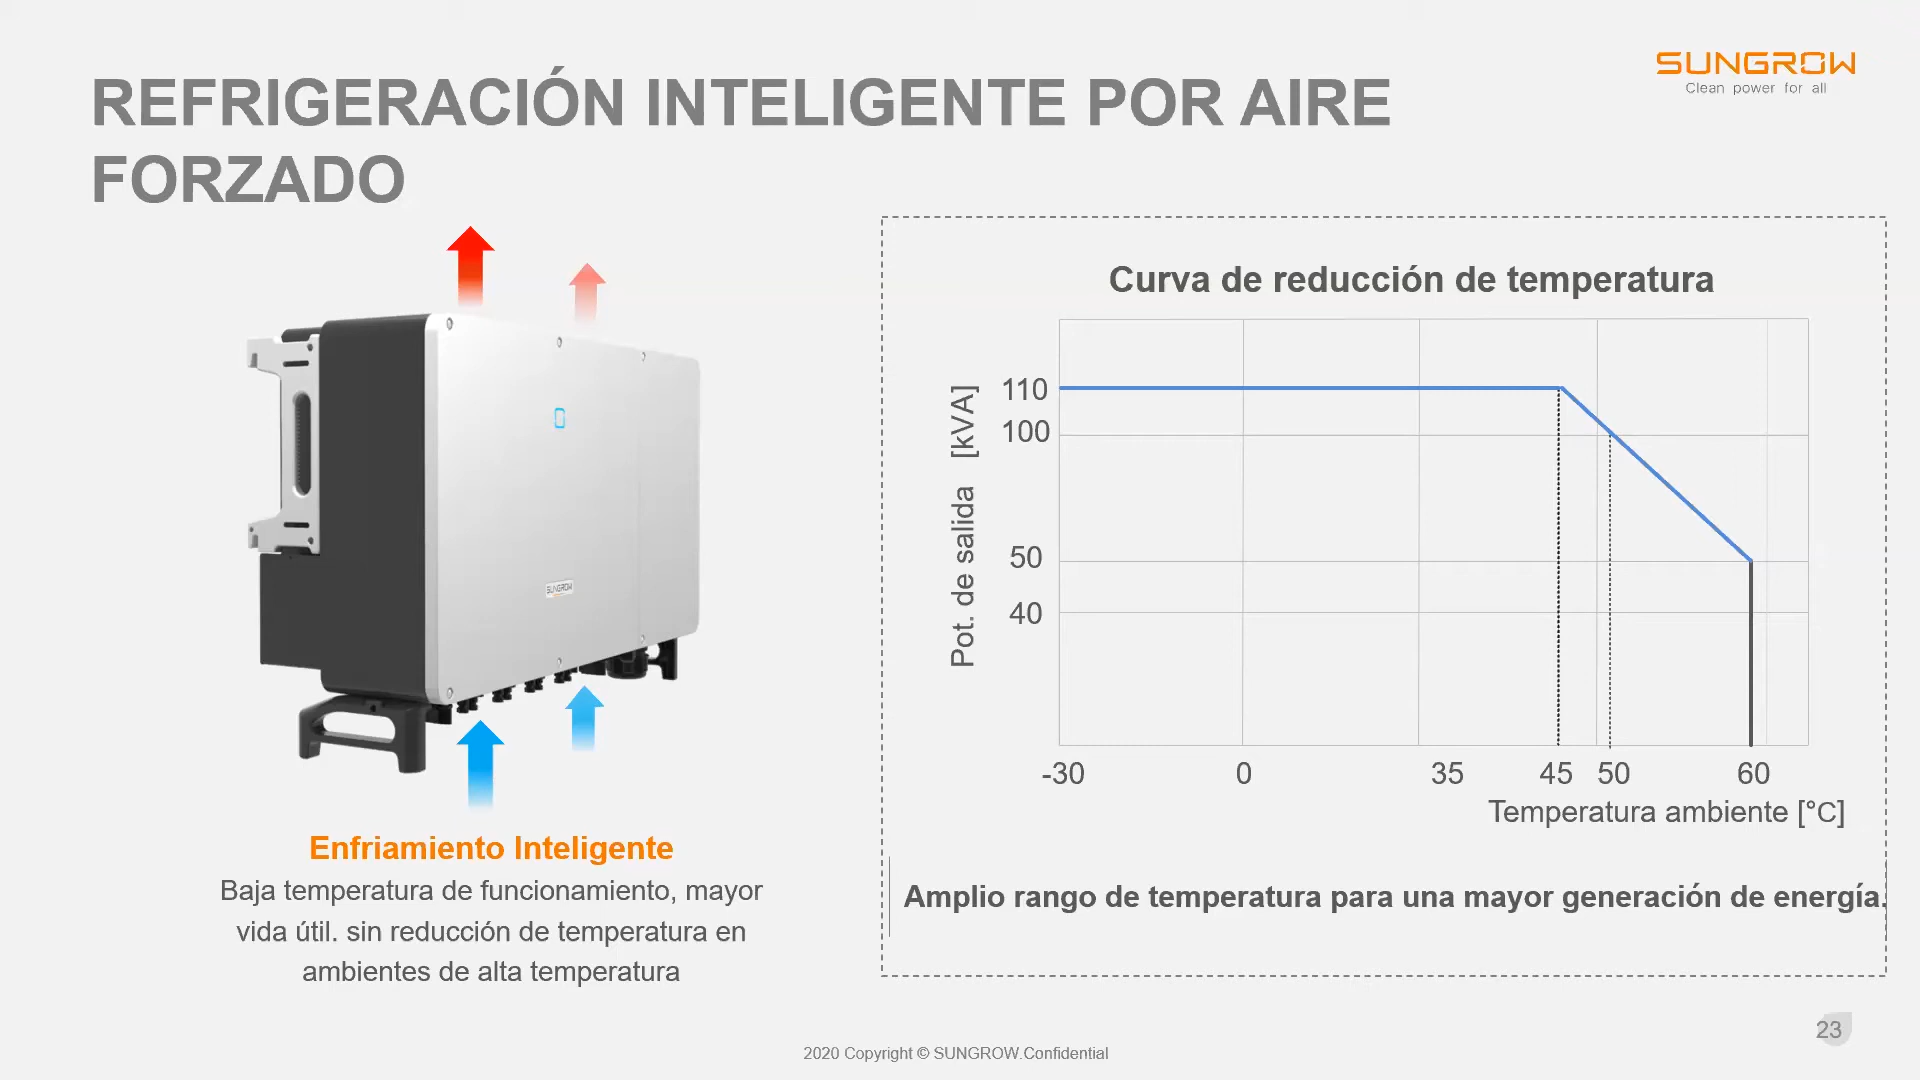 SUNGROW
Clean power for all
REFRIGERACIÓN INTELIGENTE POR AIRE
FORZADO
SUNGROW
Enfriamiento Inteligente
Baja temperatura de funcionamiento, mayor
vida útil. sin reducción de temperatura en
ambientes de alta temperatura
Curva de reducción de temperatura
Pot. de salida [kVA]
110
100
50
40
-30 0 35 45 50 60
Temperatura ambiente [°C]
Amplio rango de temperatura para una mayor generación de energía.
23
2020 Copyright © SUNGROW.Confidential